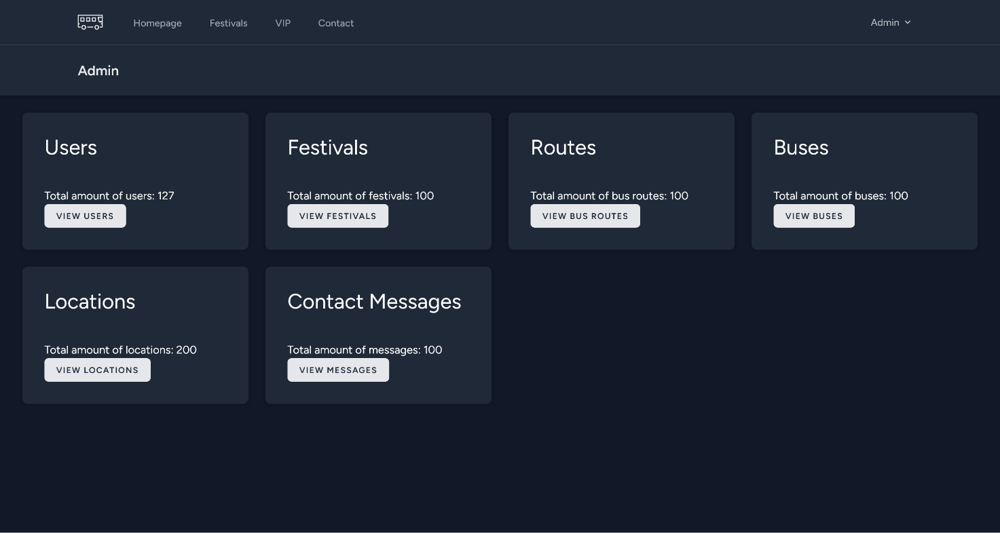 Homepage Festivals VIP Contact Admin
Admin
Users
Total amount of users: 127
VIEW USERS
Festivals
Total amount of festivals: 100
VIEW FESTIVALS
Routes
Total amount of bus routes: 100
VIEW BUS ROUTES
Buses
Total amount of buses: 100
VIEW BUSES
Locations
Total amount of locations: 200
VIEW LOCATIONS
Contact Messages
Total amount of messages: 100
VIEW MESSAGES